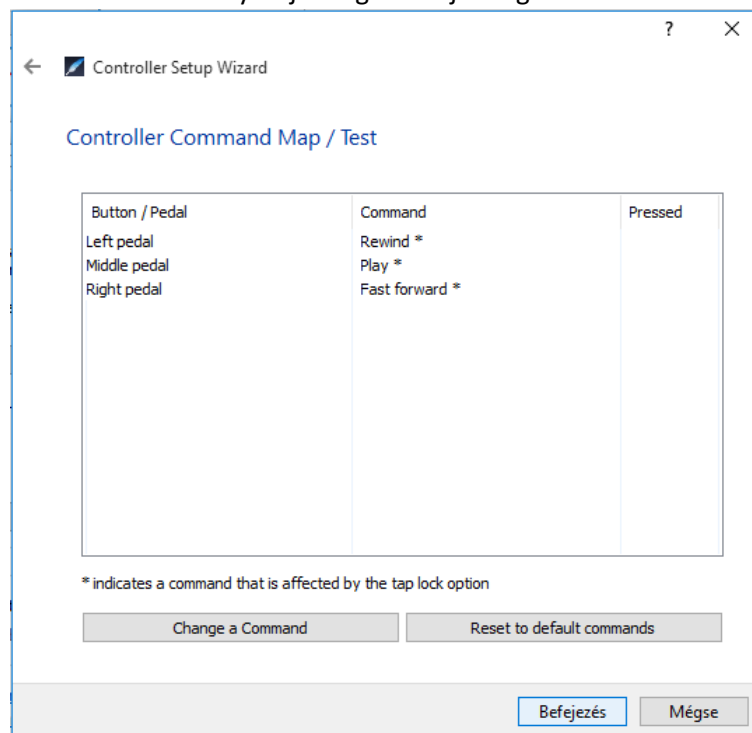 ?
Controller Setup Wizard
Controller Command Map / Test
Button / Pedal Command Pressed
Left pedal Rewind *
Middle pedal Play *
Right pedal Fast forward *
* indicates a command that is affected by the tap lock option
Change a Command Reset to default commands
Befejezés Mégse